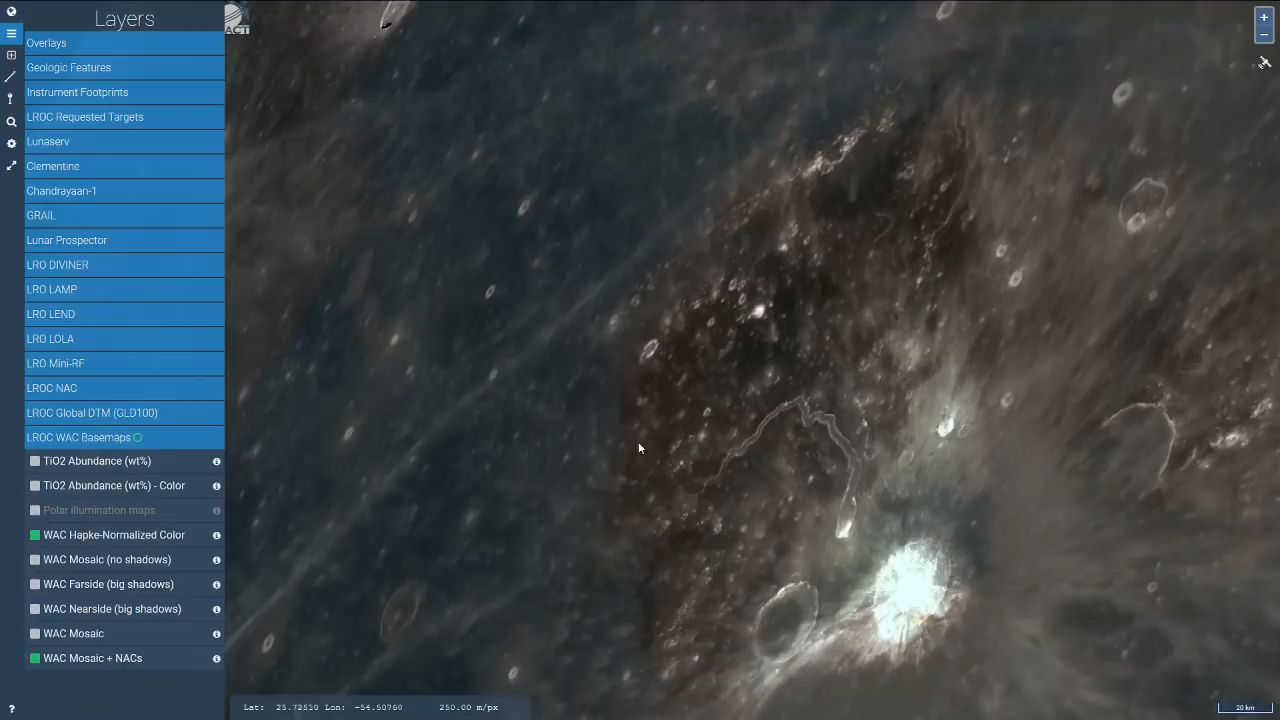 Layers
ACT
Overlays
Geologic Features
Instrument Footprints
LROC Requested Targets
Lunaserv
Clementine
Chandrayaan-1
GRAIL
Lunar Prospector
LRO DIVINER
LRO LAMP
LRO LEND
LRO LOLA
LRO Mini-RF
LROC NAC
LROC Global DTM (GLD100)
LROC WAC Basemaps
TiO2 Abundance (wt%)
TiO2 Abundance (wt%) - Color
Polar illumination maps
WAC Hapke-Normalized Color
WAC Mosaic (no shadows)
WAC Farside (big shadows)
WAC Nearside (big shadows)
WAC Mosaic
WAC Mosaic + NACs
Lat: 25.72510 Lon: -54.50760 250.00 m/px
20 km